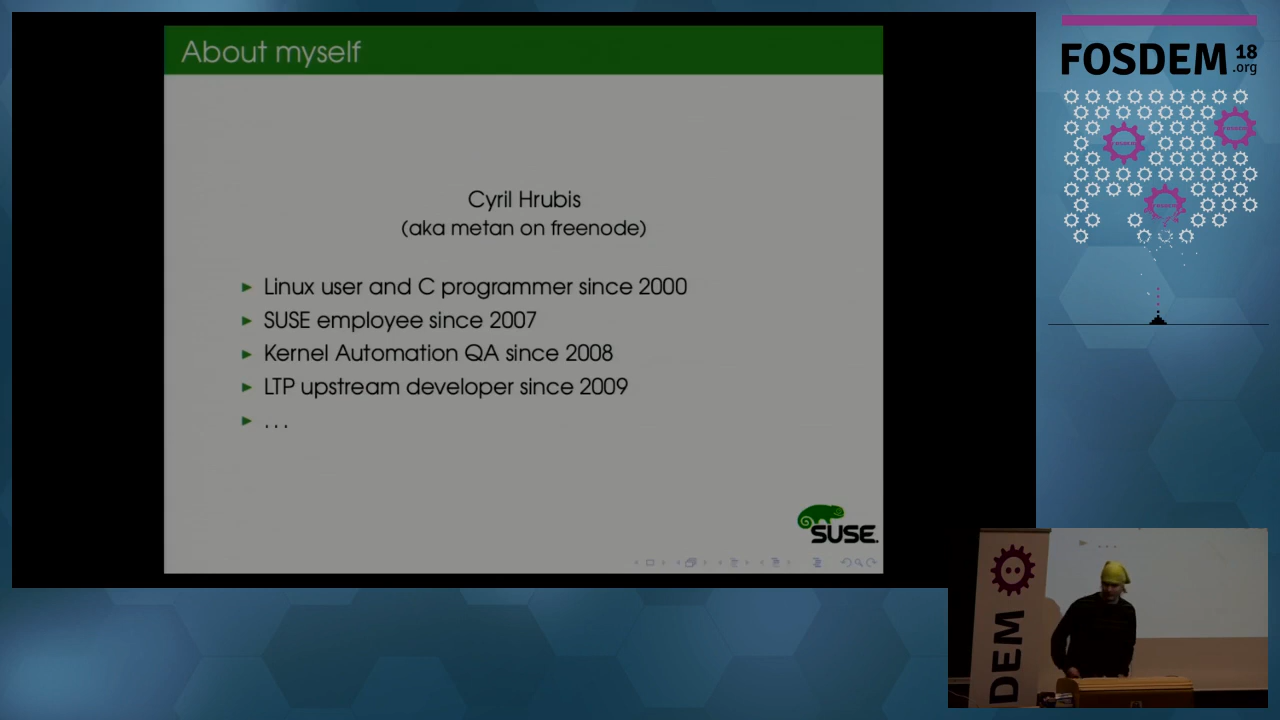 About myself
Cyril Hrubis
(aka metan on freenode)
Linux user and C programmer since 2000
SUSE employee since 2007
Kernel Automation QA since 2008
LTP upstream developer since 2009
. . .
SUSE.
FOSDEM 18
.org
DEM